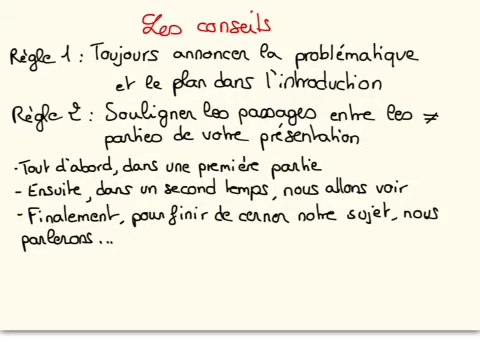 Les conseils
Règle 1 : Toujours annoncer la problématique
et le plan dans l'introduction
Règle 2 : Souligner les passages entre les ≠
parties de votre présentation
- Tout d'abord, dans une première partie
- Ensuite, dans un second temps, nous allons voir
- Finalement, pour finir de cerner notre sujet, nous
parlerons...